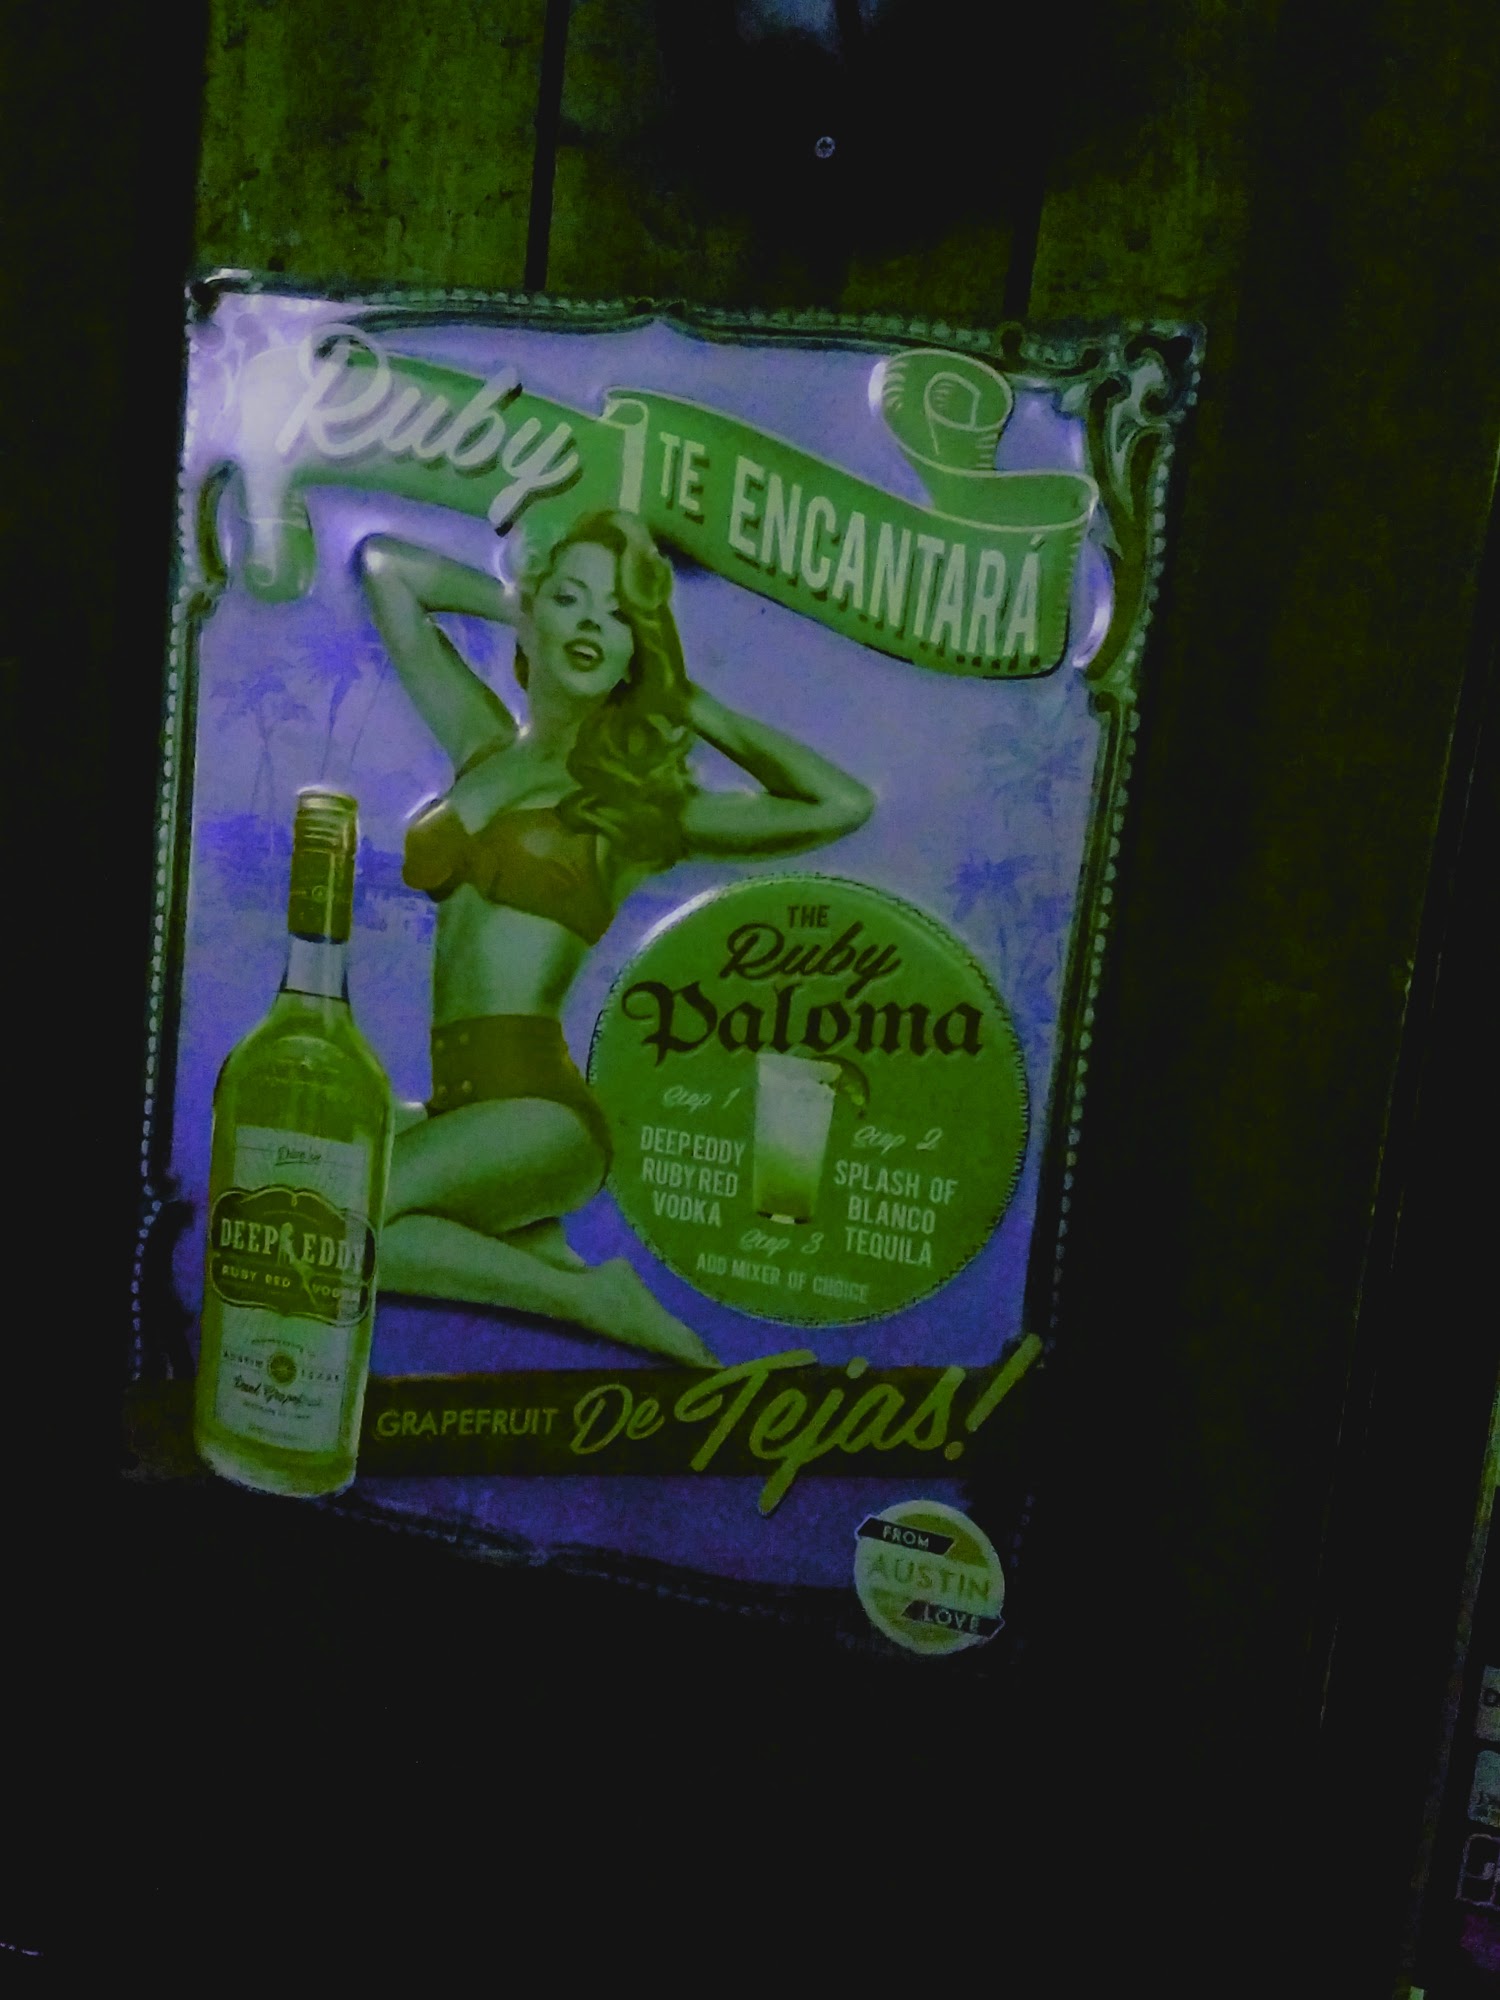 Ruby TE ENCANTARÁ
THE
Ruby
Paloma
Step 1
DEEP EDDY
RUBY RED
VODKA
Step 2
SPLASH OF
BLANCO
TEQUILA
Step 3
ADD MIXER OF CHOICE
DEEP EDDY
RUBY RED VODKA
AUSTIN TEXAS
GRAPEFRUIT De Tejas!
FROM
AUSTIN
LOVE